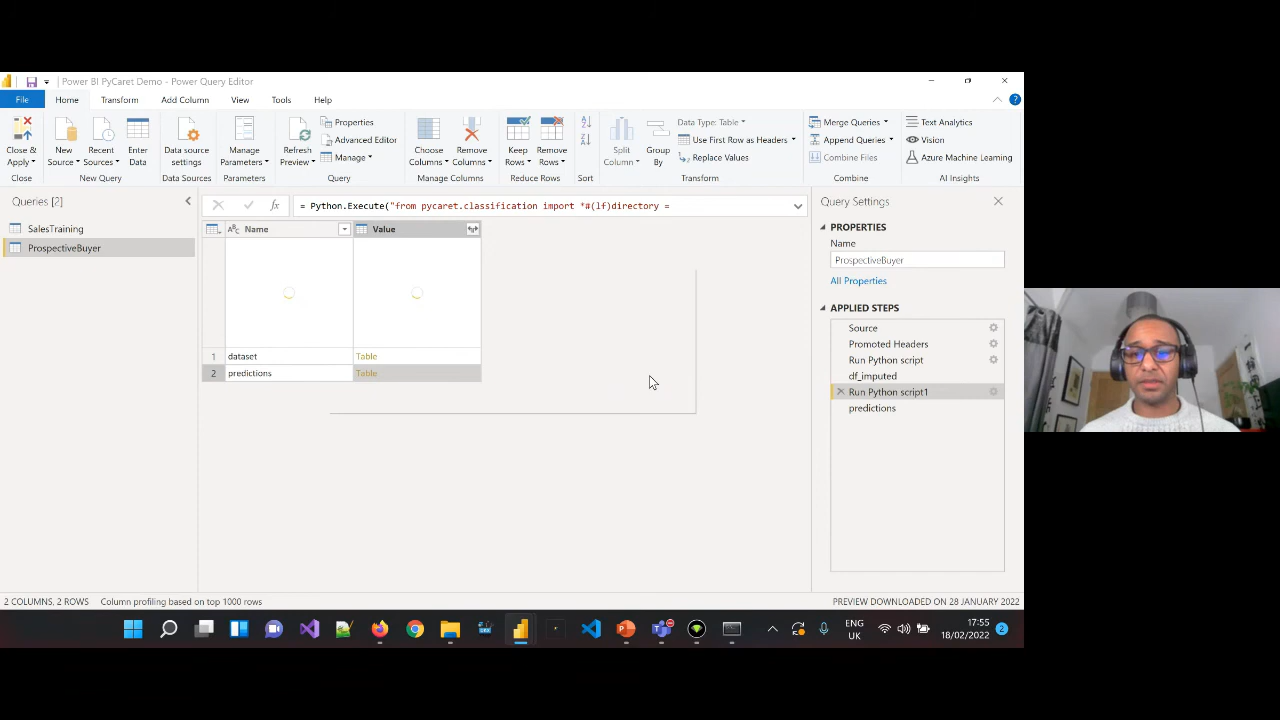 Power BI PyCaret Demo - Power Query Editor
File Home Transform Add Column View Tools Help
Close & Apply
New Source
Recent Sources
Enter Data
Data source settings
Manage Parameters
Refresh Preview
Properties
Advanced Editor
Manage
Choose Columns
Remove Columns
Keep Rows
Remove Rows
Split Column
Group By
Data Type: Table
Use First Row as Headers
Replace Values
Merge Queries
Append Queries
Combine Files
Text Analytics
Vision
Azure Machine Learning
Close
New Query
Data Sources
Parameters
Query
Manage Columns
Reduce Rows
Sort
Transform
Combine
AI Insights
Queries [2]
SalesTraining
ProspectiveBuyer
fx
= Python.Execute("from pycaret.classification import *#(lf)directory =
ABC Name
Value
1 dataset Table
2 predictions Table
Query Settings
PROPERTIES
Name
ProspectiveBuyer
All Properties
APPLIED STEPS
Source
Promoted Headers
Run Python script
df_imputed
Run Python script1
predictions
2 COLUMNS, 2 ROWS Column profiling based on top 1000 rows
PREVIEW DOWNLOADED ON 28 JANUARY 2022
ENG
UK
17:55
18/02/2022
2